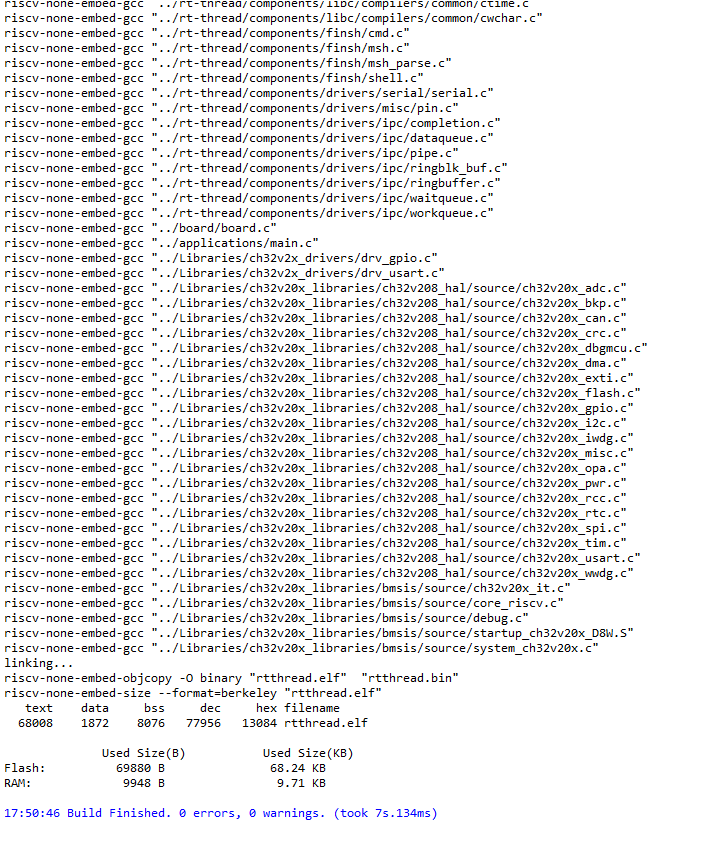 riscv-none-embed-gcc "../rt-thread/components/libc/compilers/common/ctime.c
riscv-none-embed-gcc "../rt-thread/components/libc/compilers/common/cwchar.c"
riscv-none-embed-gcc "../rt-thread/components/finsh/cmd.c"
riscv-none-embed-gcc "../rt-thread/components/finsh/msh.c"
riscv-none-embed-gcc "../rt-thread/components/finsh/msh_parse.c"
riscv-none-embed-gcc "../rt-thread/components/finsh/shell.c"
riscv-none-embed-gcc "../rt-thread/components/drivers/serial/serial.c"
riscv-none-embed-gcc "../rt-thread/components/drivers/misc/pin.c"
riscv-none-embed-gcc "../rt-thread/components/drivers/ipc/completion.c"
riscv-none-embed-gcc "../rt-thread/components/drivers/ipc/dataqueue.c"
riscv-none-embed-gcc "../rt-thread/components/drivers/ipc/pipe.c"
riscv-none-embed-gcc "../rt-thread/components/drivers/ipc/ringblk_buf.c"
riscv-none-embed-gcc "../rt-thread/components/drivers/ipc/ringbuffer.c"
riscv-none-embed-gcc "../rt-thread/components/drivers/ipc/waitqueue.c"
riscv-none-embed-gcc "../rt-thread/components/drivers/ipc/workqueue.c"
riscv-none-embed-gcc "../board/board.c"
riscv-none-embed-gcc "../applications/main.c"
riscv-none-embed-gcc "../Libraries/ch32v2x_drivers/drv_gpio.c"
riscv-none-embed-gcc "../Libraries/ch32v2x_drivers/drv_usart.c"
riscv-none-embed-gcc "../Libraries/ch32v20x_libraries/ch32v208_hal/source/ch32v20x_adc.c"
riscv-none-embed-gcc "../Libraries/ch32v20x_libraries/ch32v208_hal/source/ch32v20x_bkp.c"
riscv-none-embed-gcc "../Libraries/ch32v20x_libraries/ch32v208_hal/source/ch32v20x_can.c"
riscv-none-embed-gcc "../Libraries/ch32v20x_libraries/ch32v208_hal/source/ch32v20x_crc.c"
riscv-none-embed-gcc "../Libraries/ch32v20x_libraries/ch32v208_hal/source/ch32v20x_dbgmcu.c"
riscv-none-embed-gcc "../Libraries/ch32v20x_libraries/ch32v208_hal/source/ch32v20x_dma.c"
riscv-none-embed-gcc "../Libraries/ch32v20x_libraries/ch32v208_hal/source/ch32v20x_exti.c"
riscv-none-embed-gcc "../Libraries/ch32v20x_libraries/ch32v208_hal/source/ch32v20x_flash.c"
riscv-none-embed-gcc "../Libraries/ch32v20x_libraries/ch32v208_hal/source/ch32v20x_gpio.c"
riscv-none-embed-gcc "../Libraries/ch32v20x_libraries/ch32v208_hal/source/ch32v20x_i2c.c"
riscv-none-embed-gcc "../Libraries/ch32v20x_libraries/ch32v208_hal/source/ch32v20x_iwdg.c"
riscv-none-embed-gcc "../Libraries/ch32v20x_libraries/ch32v208_hal/source/ch32v20x_misc.c"
riscv-none-embed-gcc "../Libraries/ch32v20x_libraries/ch32v208_hal/source/ch32v20x_opa.c"
riscv-none-embed-gcc "../Libraries/ch32v20x_libraries/ch32v208_hal/source/ch32v20x_pwr.c"
riscv-none-embed-gcc "../Libraries/ch32v20x_libraries/ch32v208_hal/source/ch32v20x_rcc.c"
riscv-none-embed-gcc "../Libraries/ch32v20x_libraries/ch32v208_hal/source/ch32v20x_rtc.c"
riscv-none-embed-gcc "../Libraries/ch32v20x_libraries/ch32v208_hal/source/ch32v20x_spi.c"
riscv-none-embed-gcc "../Libraries/ch32v20x_libraries/ch32v208_hal/source/ch32v20x_tim.c"
riscv-none-embed-gcc "../Libraries/ch32v20x_libraries/ch32v208_hal/source/ch32v20x_usart.c"
riscv-none-embed-gcc "../Libraries/ch32v20x_libraries/ch32v208_hal/source/ch32v20x_wwdg.c"
riscv-none-embed-gcc "../Libraries/ch32v20x_libraries/bmsis/source/ch32v20x_it.c"
riscv-none-embed-gcc "../Libraries/ch32v20x_libraries/bmsis/source/core_riscv.c"
riscv-none-embed-gcc "../Libraries/ch32v20x_libraries/bmsis/source/debug.c"
riscv-none-embed-gcc "../Libraries/ch32v20x_libraries/bmsis/source/startup_ch32v20x_D8W.S"
riscv-none-embed-gcc "../Libraries/ch32v20x_libraries/bmsis/source/system_ch32v20x.c"
linking...
riscv-none-embed-objcopy -O binary "rtthread.elf"  "rtthread.bin"
riscv-none-embed-size --format=berkeley "rtthread.elf"
   text    data     bss     dec     hex filename
  68008    1872    8076   77956   13084 rtthread.elf
              Used Size(B)           Used Size(KB)
Flash:          69880 B               68.24 KB
RAM:             9948 B                9.71 KB
17:50:46 Build Finished. 0 errors, 0 warnings. (took 7s.134ms)